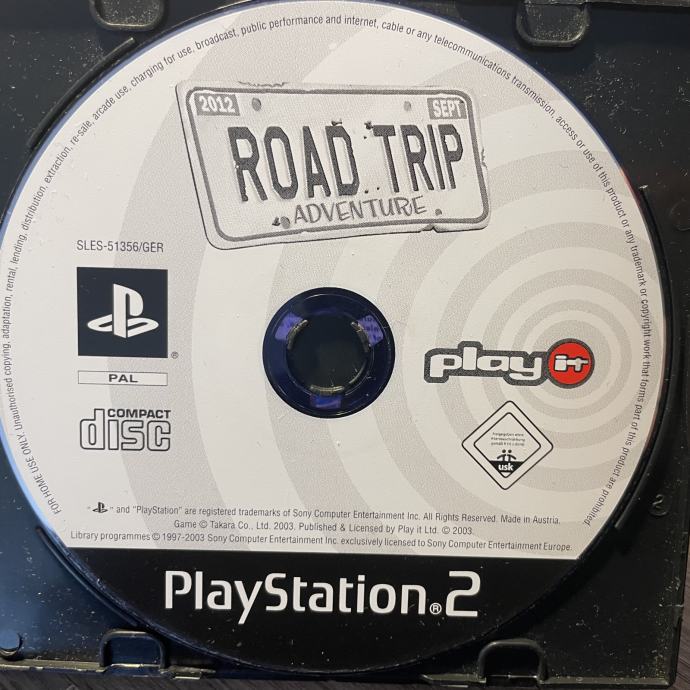 FOR HOME USE ONLY. Unauthorised copying, adaptation, rental, lending, distribution, extraction, re-sale, arcade use, charging for use, broadcast, public performance and internet, cable or any telecommunications transmission, access or use of this product or any trademark or copyright work that forms part of this product are prohibited.
2012 SEPT
ROAD TRIP
ADVENTURE
SLES-51356/GER
®
PAL
COMPACT
disc
play it
usk
"PS" and "PlayStation" are registered trademarks of Sony Computer Entertainment Inc. All Rights Reserved. Made in Austria.
Game © Takara Co., Ltd. 2003. Published & Licensed by Play it Ltd. © 2003.
Library programmes © 1997-2003 Sony Computer Entertainment Inc. exclusively licensed to Sony Computer Entertainment Europe.
PlayStation®2